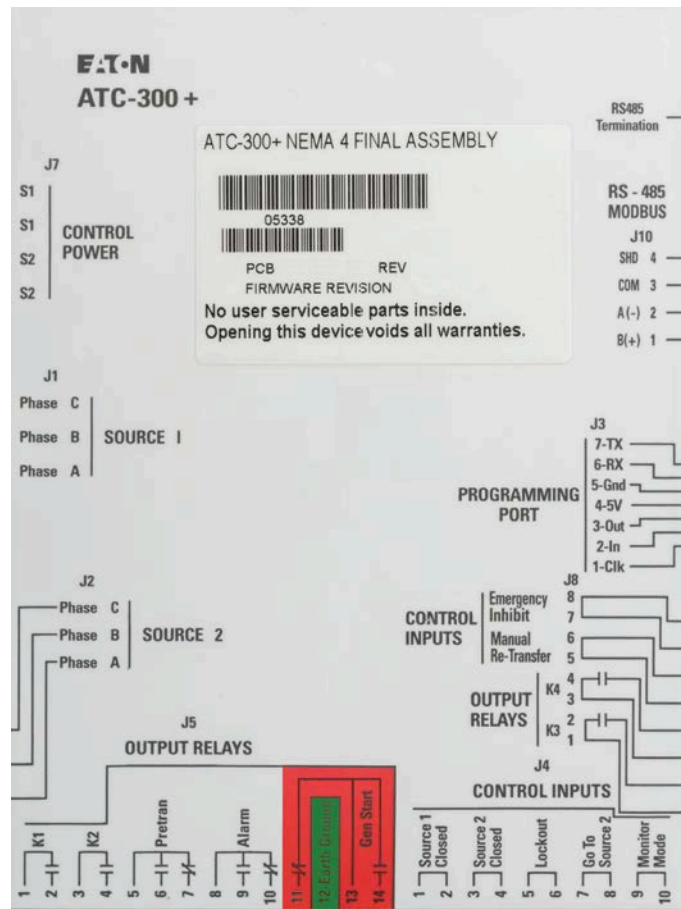 EATON
ATC-300 +
RS485
Termination
ATC-300+ NEMA 4 FINAL ASSEMBLY
05338
PCB REV
FIRMWARE REVISION
No user serviceable parts inside.
Opening this device voids all warranties.
J7
S1
S1
S2
S2
CONTROL
POWER
RS - 485
MODBUS
J10
SHD 4
COM 3
A(-) 2
B(+) 1
J1
Phase C
Phase B
Phase A
SOURCE 1
J3
7-TX
6-RX
5-Gnd
4-5V
3-Out
2-In
1-Clk
PROGRAMMING
PORT
J2
Phase C
Phase B
Phase A
SOURCE 2
J8
CONTROL
INPUTS
Emergency 8
Inhibit 7
Manual 6
Re-Transfer 5
OUTPUT
RELAYS
K4 4
3
K3 2
1
J5
OUTPUT RELAYS
K1
K2
Pretran
Alarm
Gen Start
1
2
3
4
5
6
7
8
9
10
11
12-Earth Ground
13
14
J4
CONTROL INPUTS
Source 1
Closed
Source 2
Closed
Lockout
Go To
Source 2
Monitor
Mode
1
2
3
4
5
6
7
8
9
10